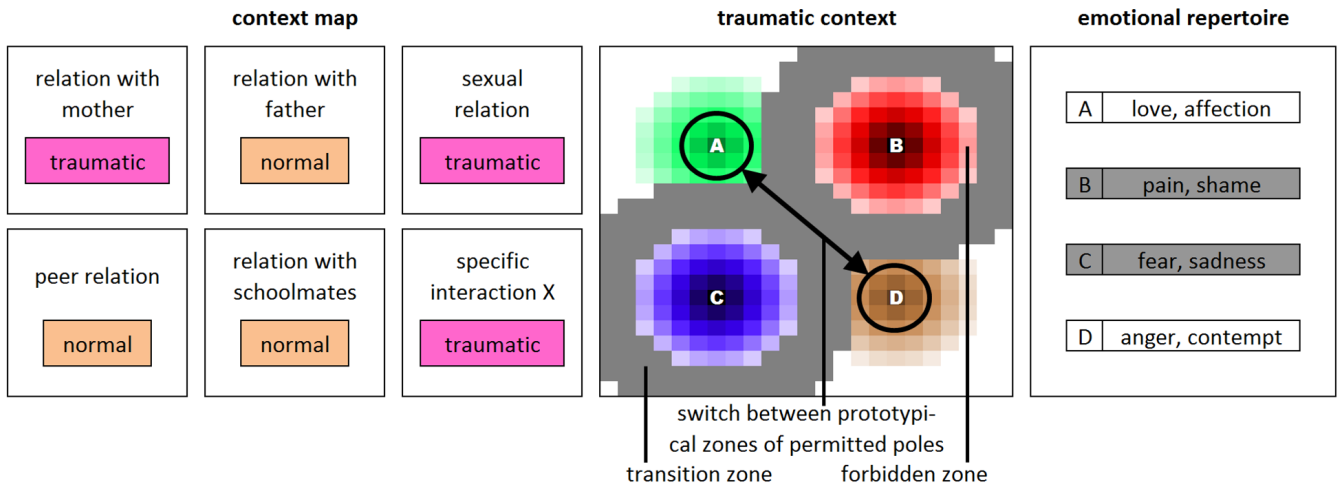 context map
traumatic context
emotional repertoire
relation with
mother
traumatic
relation with
father
normal
sexual
relation
traumatic
peer relation
normal
relation with
schoolmates
normal
specific
interaction X
traumatic
A
B
C
D
switch between prototypi-
cal zones of permitted poles
transition zone
forbidden zone
A love, affection
B pain, shame
C fear, sadness
D anger, contempt